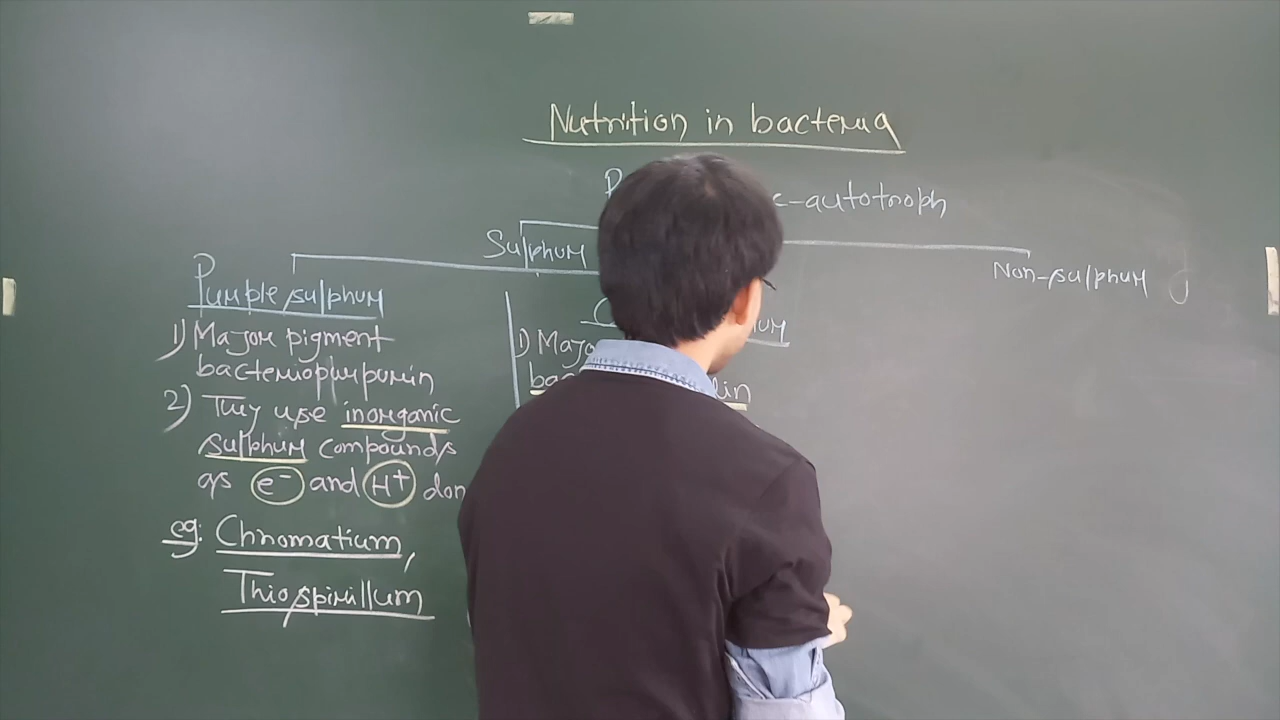 Nutrition in bacteria
c-autotroph
Sulphur
Non-sulphur
Purple sulphur
1) Major pigment
bacteriopurpurin
2) They use inorganic
sulphur compounds
as e⁻ and H⁺ don
eg: Chromatium,
Thiospirillum
1) Majo